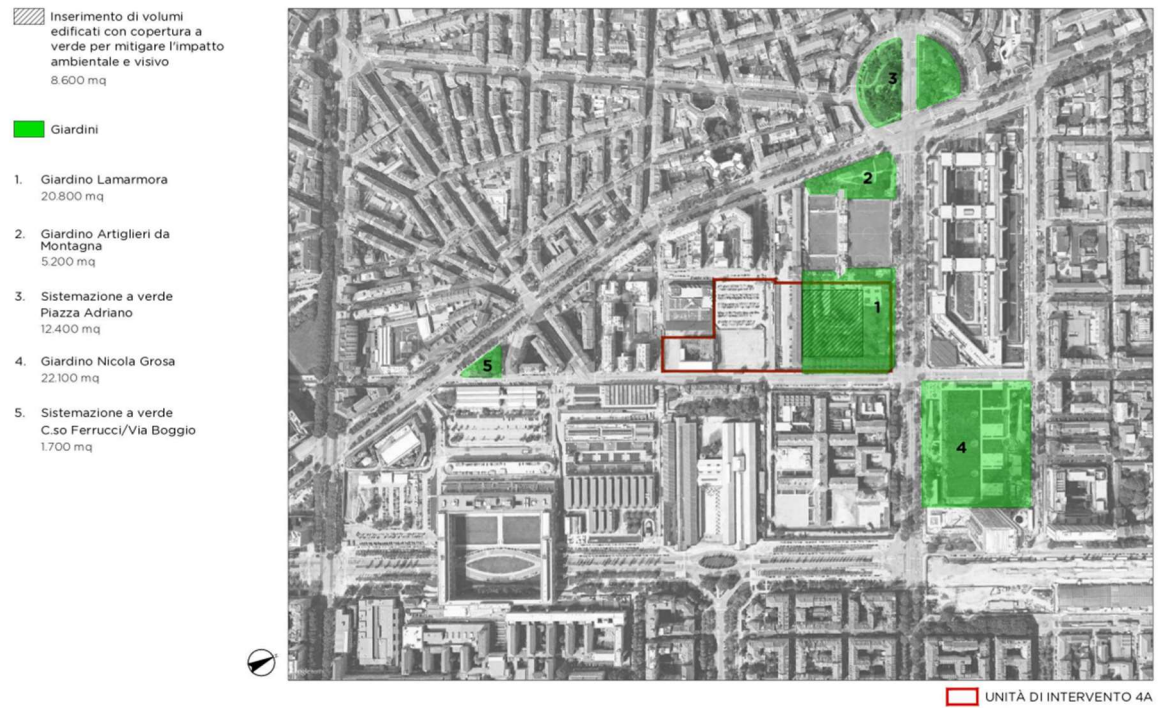 Inserimento di volumi
edificati con copertura a
verde per mitigare l'impatto
ambientale e visivo
8.600 mq
Giardini
1. Giardino Lamarmora
20.800 mq
2. Giardino Artiglieri da
Montagna
5.200 mq
3. Sistemazione a verde
Piazza Adriano
12.400 mq
4. Giardino Nicola Grosa
22.100 mq
5. Sistemazione a verde
C.so Ferrucci/Via Boggio
1.700 mq
3
2
1
5
4
UNITÀ DI INTERVENTO 4A